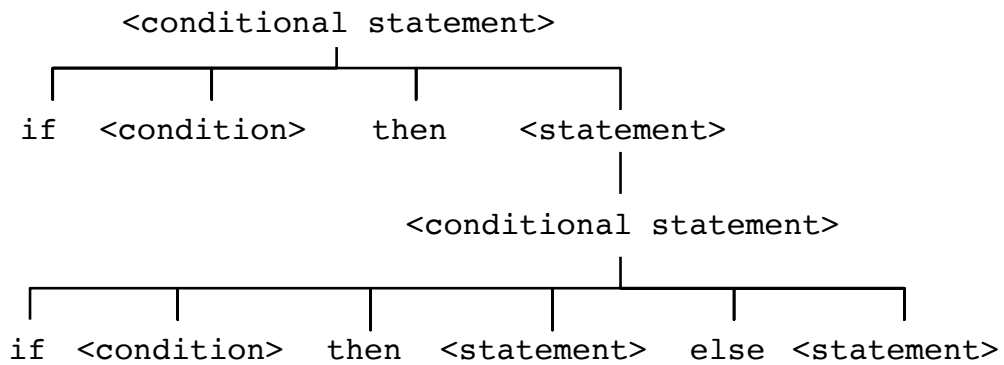 <conditional statement>
if <condition> then <statement>
<conditional statement>
if <condition> then <statement> else <statement>